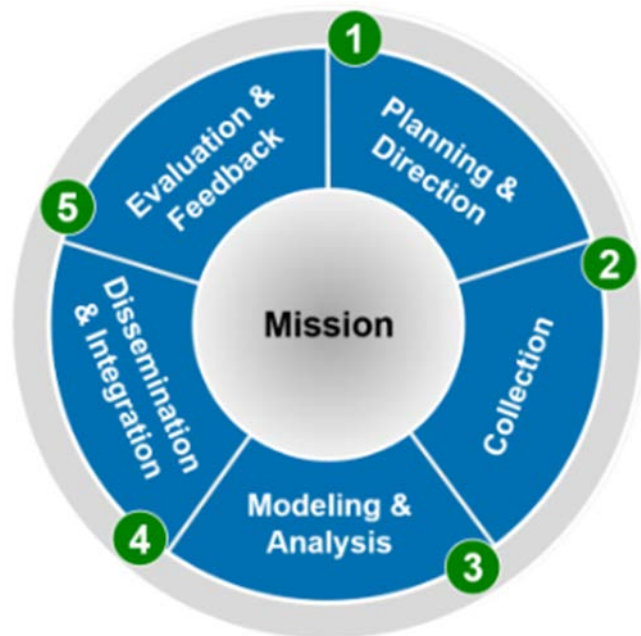 1
Planning &
Direction
2
Collection
3
Modeling &
Analysis
4
Dissemination
& Integration
5
Evaluation &
Feedback
Mission